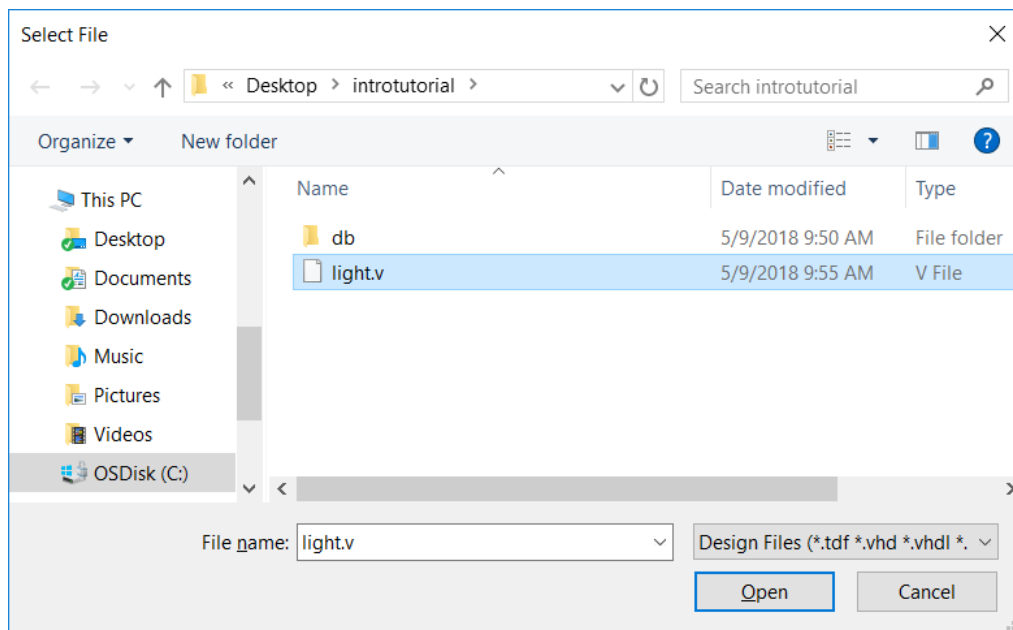 Select File
« Desktop > introtutorial >
Search introtutorial
Organize
New folder
?
Name
Date modified
Type
This PC
Desktop
Documents
Downloads
Music
Pictures
Videos
OSDisk (C:)
db 5/9/2018 9:50 AM File folder
light.v 5/9/2018 9:55 AM V File
File name: light.v
Design Files (*.tdf *.vhd *.vhdl *.
Open
Cancel